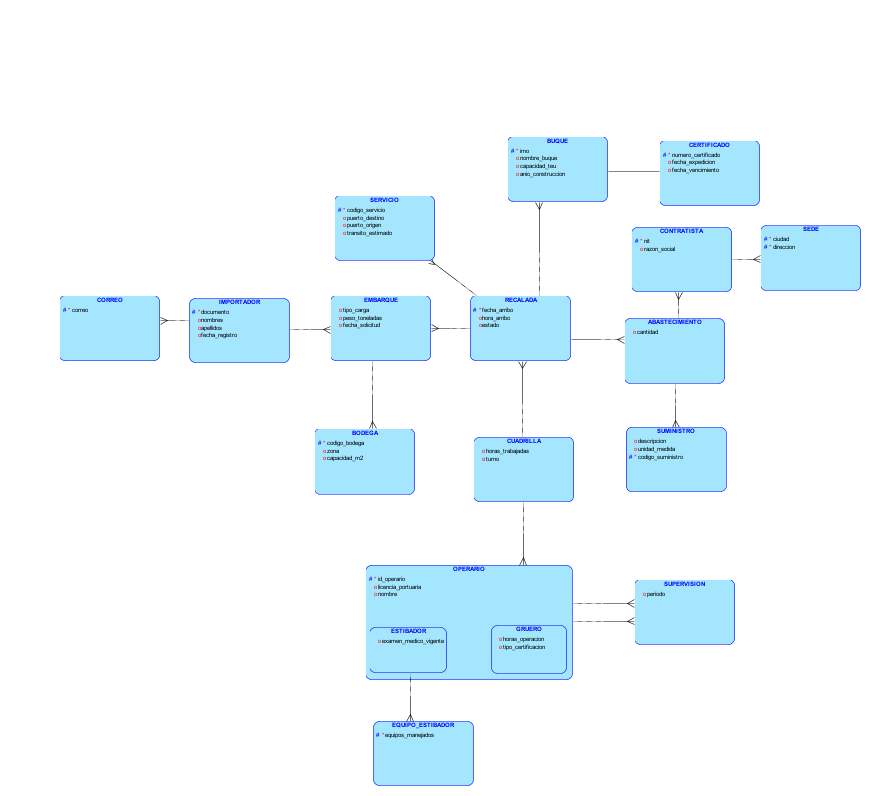 BUQUE
# * imo
o nombre_buque
o capacidad_teu
o anio_construccion
CERTIFICADO
# * numero_certificado
o fecha_expedicion
o fecha_vencimiento
SERVICIO
# * codigo_servicio
o puerto_destino
o puerto_origen
o transito_estimado
CONTRATISTA
# * nit
o razon_social
SEDE
# * ciudad
# * direccion
CORREO
# * correo
IMPORTADOR
# * documento
o nombres
o apellidos
o fecha_registro
EMBARQUE
o tipo_carga
o peso_toneladas
o fecha_solicitud
RECALADA
# * fecha_arribo
o hora_arribo
o estado
ABASTECIMIENTO
o cantidad
BODEGA
# * codigo_bodega
o zona
o capacidad_m2
CUADRILLA
o horas_trabajadas
o turno
SUMINISTRO
o descripcion
o unidad_medida
# * codigo_suministro
OPERARIO
# * id_operario
o licencia_portuaria
o nombre
ESTIBADOR
o examen_medico_vigente
GRUERO
o horas_operacion
o tipo_certificacion
SUPERVISION
o periodo
EQUIPO_ESTIBADOR
# * equipos_manejados